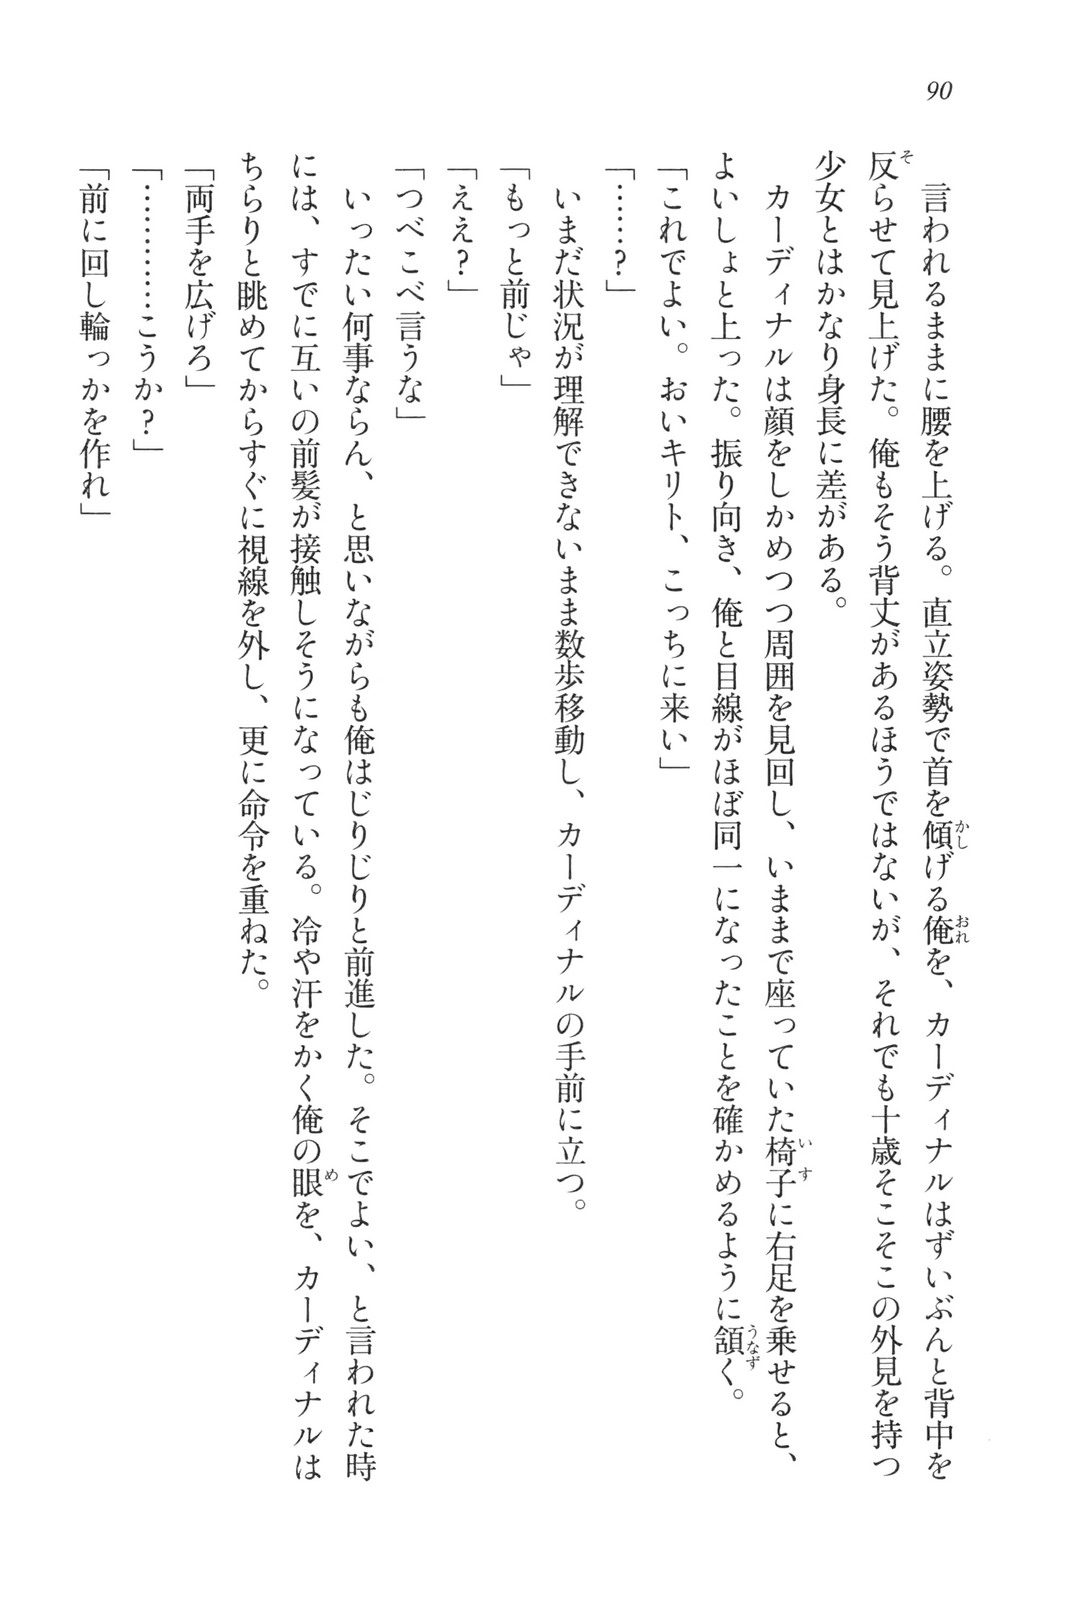 90
言われるままに腰を上げる。直立姿勢で首を傾げる俺を、カーディナルはずいぶんと背中を
反らせて見上げた。俺もそう背丈があるほうではないが、それでも十歳そこそこの外見を持つ
少女とはかなり身長に差がある。
カーディナルは顔をしかめつつ周囲を見回し、いままで座っていた椅子に右足を乗せると、
よいしょと上った。振り向き、俺と目線がほぼ同一になったことを確かめるように頷く。
「これでよい。おいキリト、こっちに来い」
「……?」
いまだ状況が理解できないまま数歩移動し、カーディナルの手前に立つ。
「もっと前じゃ」
「ええ?」
「つべこべ言うな」
いったい何事ならん、と思いながらも俺はじりじりと前進した。そこでよい、と言われた時
には、すでに互いの前髪が接触しそうになっている。冷や汗をかく俺の眼を、カーディナルは
ちらりと眺めてからすぐに視線を外し、更に命令を重ねた。
「両手を広げろ」
「…………こうか?」
「前に回し輪っかを作れ」